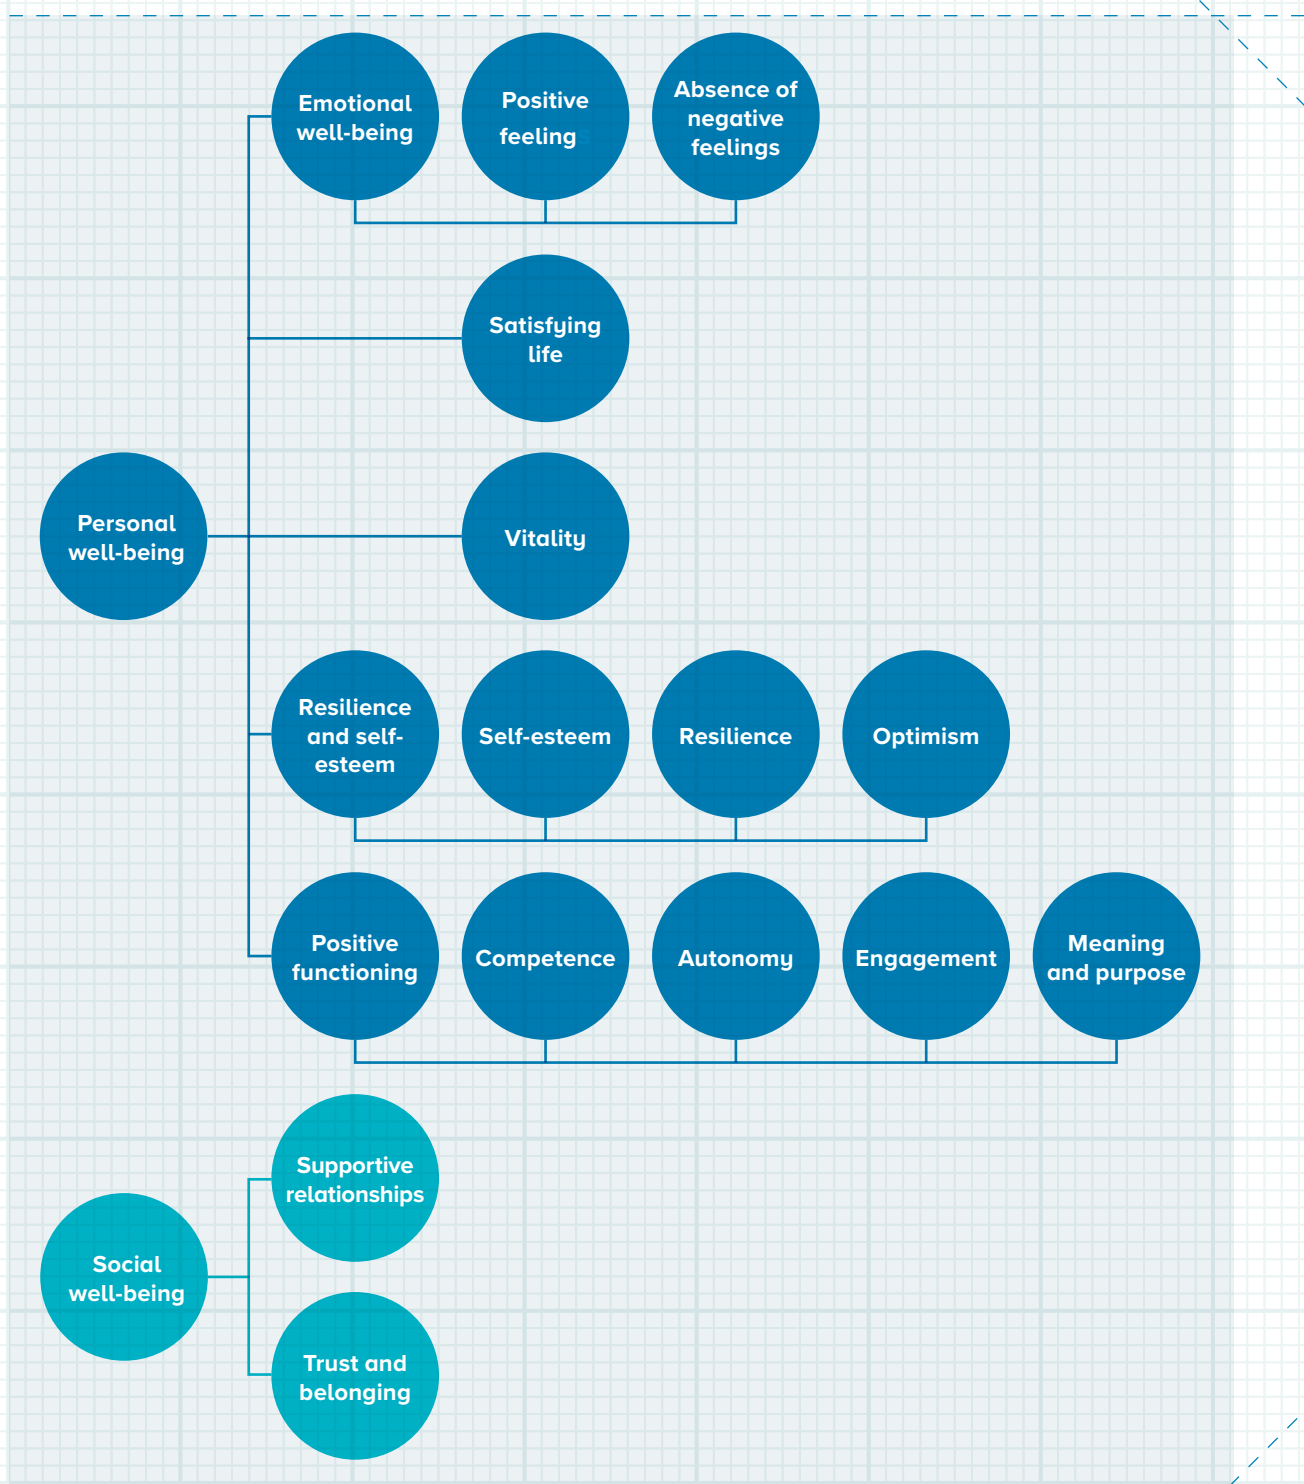 Emotional
well-being
Positive
feeling
Absence of
negative
feelings
Satisfying
life
Personal
well-being
Vitality
Resilience
and self-
esteem
Self-esteem
Resilience
Optimism
Positive
functioning
Competence
Autonomy
Engagement
Meaning
and purpose
Supportive
relationships
Social
well-being
Trust and
belonging